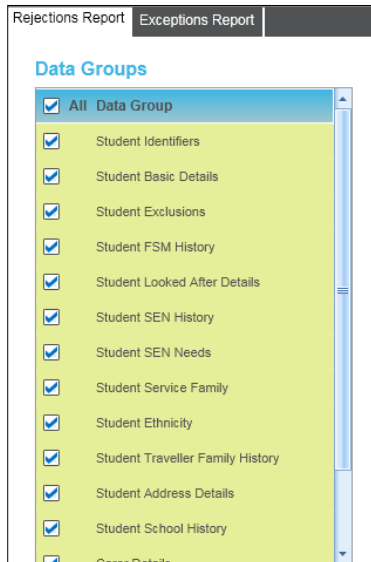 Rejections Report Exceptions Report
Data Groups
All Data Group
Student Identifiers
Student Basic Details
Student Exclusions
Student FSM History
Student Looked After Details
Student SEN History
Student SEN Needs
Student Service Family
Student Ethnicity
Student Traveller Family History
Student Address Details
Student School History
Carer Details